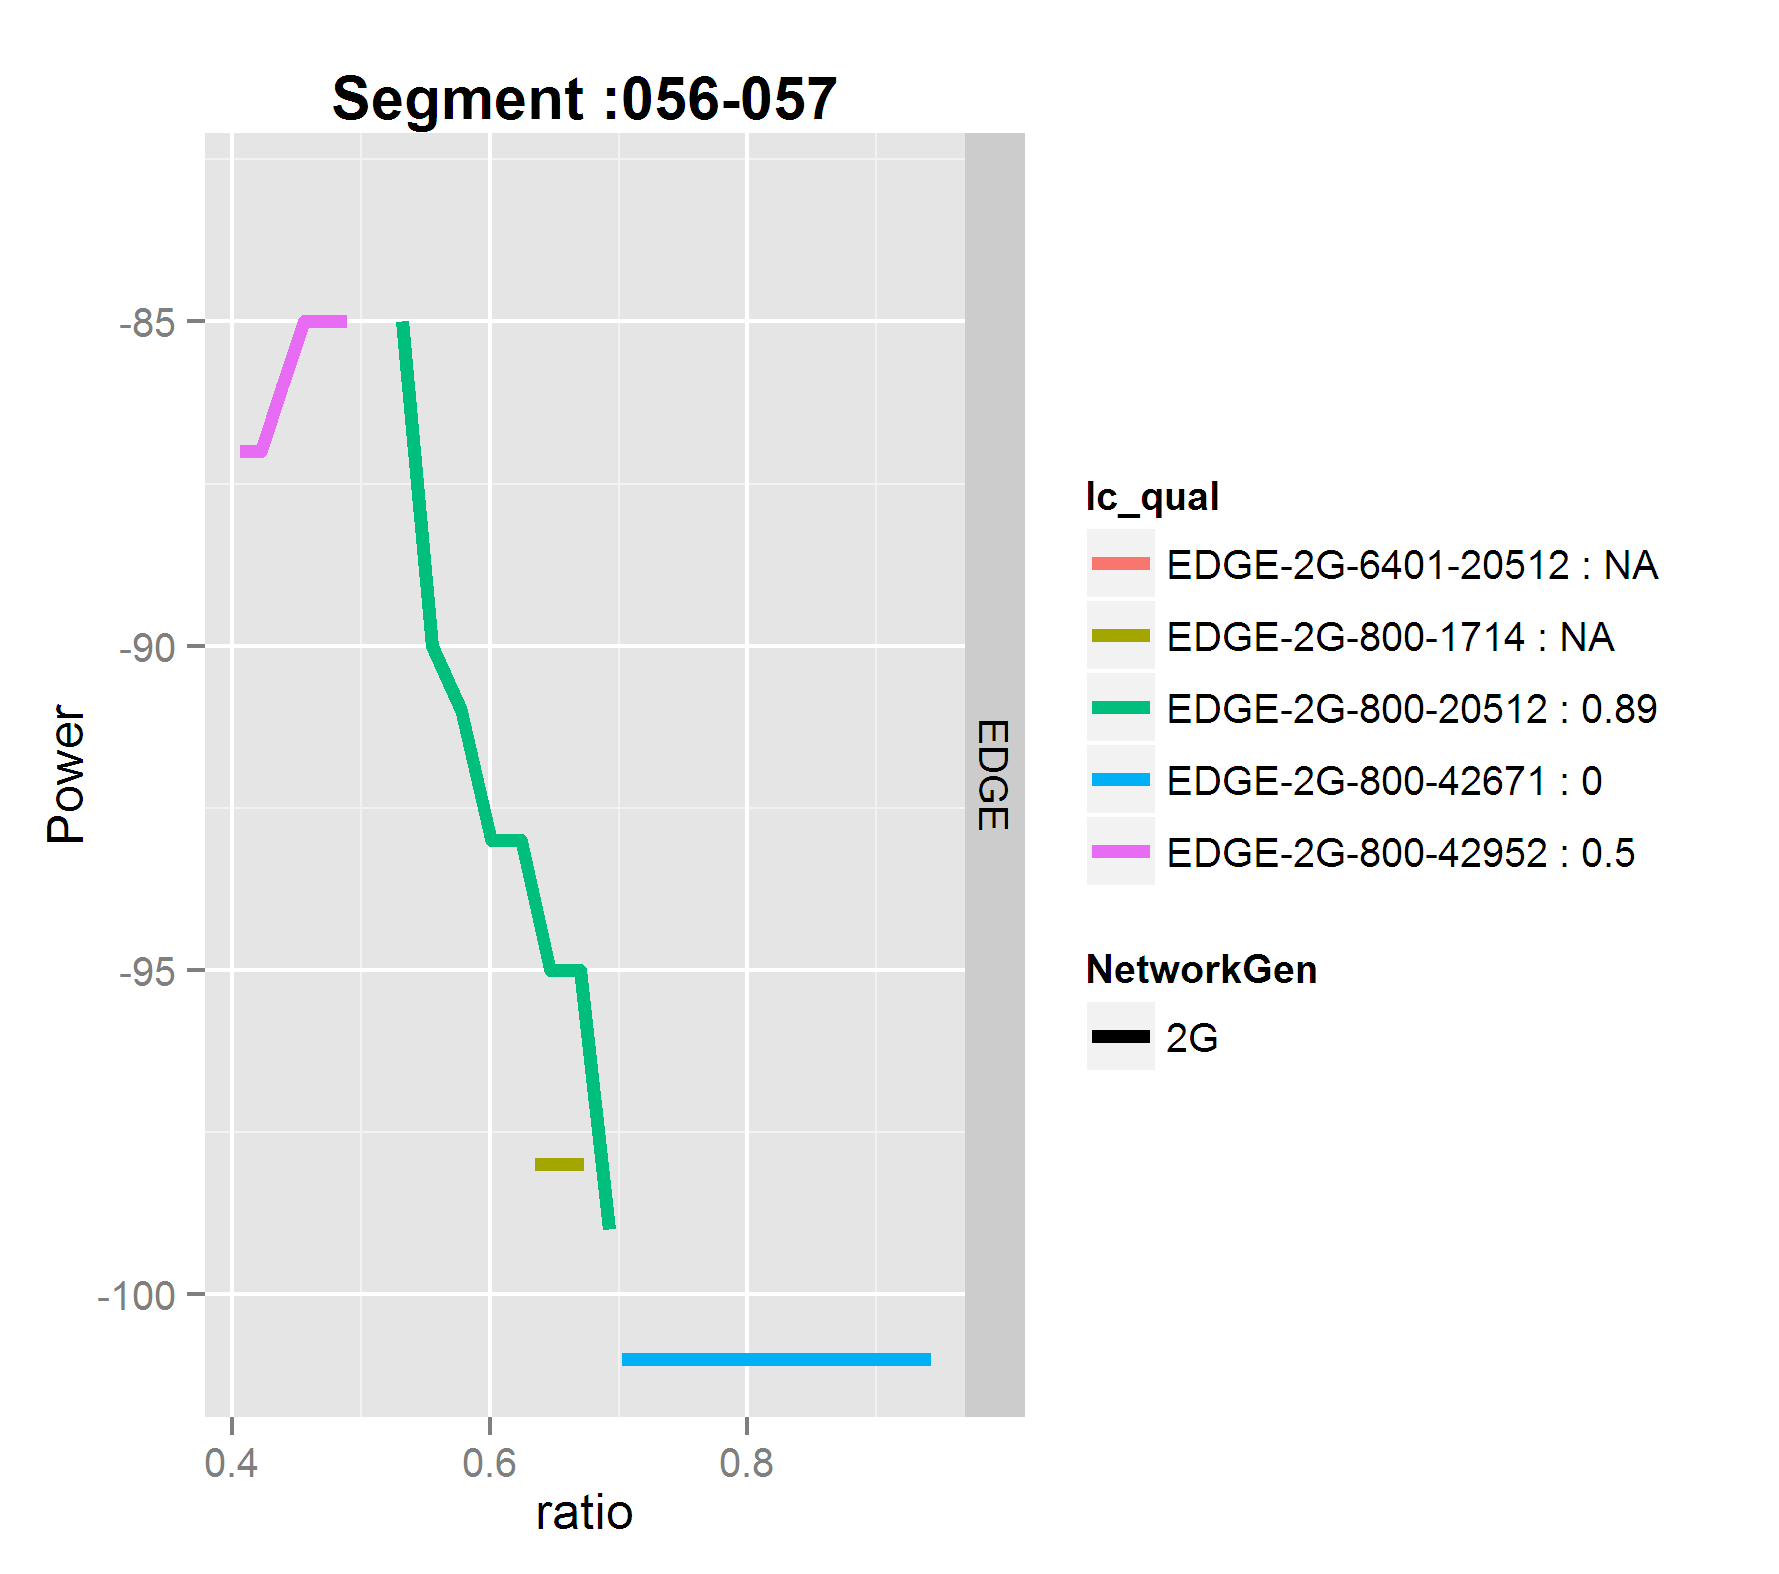 Segment :056-057
-85
-90
-95
-100
Power
0.4 0.6 0.8
ratio
EDGE
lc_qual
EDGE-2G-6401-20512 : NA
EDGE-2G-800-1714 : NA
EDGE-2G-800-20512 : 0.89
EDGE-2G-800-42671 : 0
EDGE-2G-800-42952 : 0.5
NetworkGen
2G